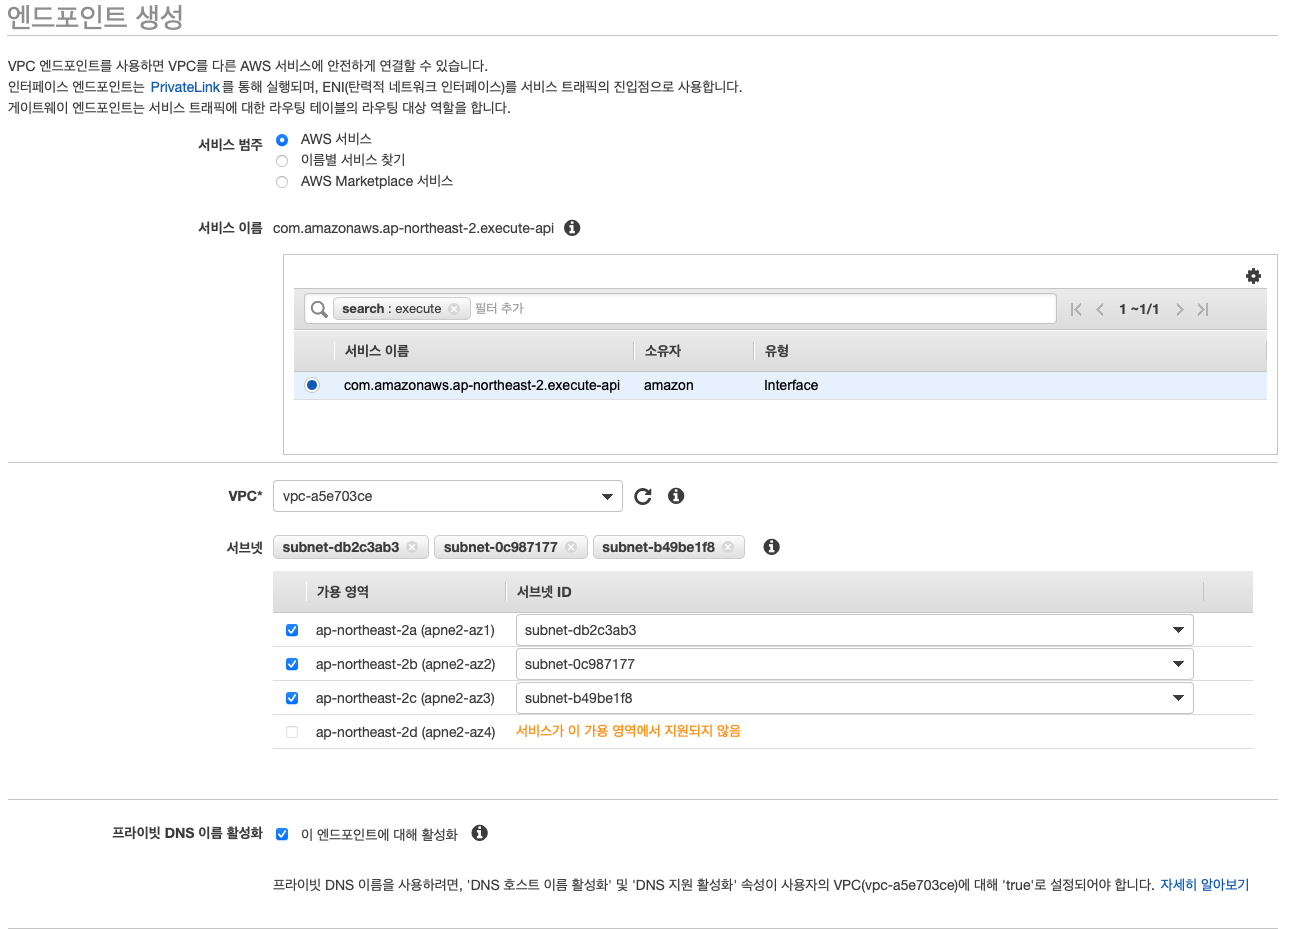 엔드포인트 생성
VPC 엔드포인트를 사용하면 VPC를 다른 AWS 서비스에 안전하게 연결할 수 있습니다.
인터페이스 엔드포인트는 PrivateLink를 통해 실행되며, ENI(탄력적 네트워크 인터페이스)를 서비스 트래픽의 진입점으로 사용합니다.
게이트웨이 엔드포인트는 서비스 트래픽에 대한 라우팅 테이블의 라우팅 대상 역할을 합니다.
서비스 범주 AWS 서비스
이름별 서비스 찾기
AWS Marketplace 서비스
서비스 이름 com.amazonaws.ap-northeast-2.execute-api
search : execute 필터 추가 1 ~1/1
서비스 이름 소유자 유형
com.amazonaws.ap-northeast-2.execute-api amazon Interface
VPC* vpc-a5e703ce
서브넷 subnet-db2c3ab3 subnet-0c987177 subnet-b49be1f8
가용 영역 서브넷 ID
ap-northeast-2a (apne2-az1) subnet-db2c3ab3
ap-northeast-2b (apne2-az2) subnet-0c987177
ap-northeast-2c (apne2-az3) subnet-b49be1f8
ap-northeast-2d (apne2-az4) 서비스가 이 가용 영역에서 지원되지 않음
프라이빗 DNS 이름 활성화 이 엔드포인트에 대해 활성화
프라이빗 DNS 이름을 사용하려면, 'DNS 호스트 이름 활성화' 및 'DNS 지원 활성화' 속성이 사용자의 VPC(vpc-a5e703ce)에 대해 'true'로 설정되어야 합니다. 자세히 알아보기